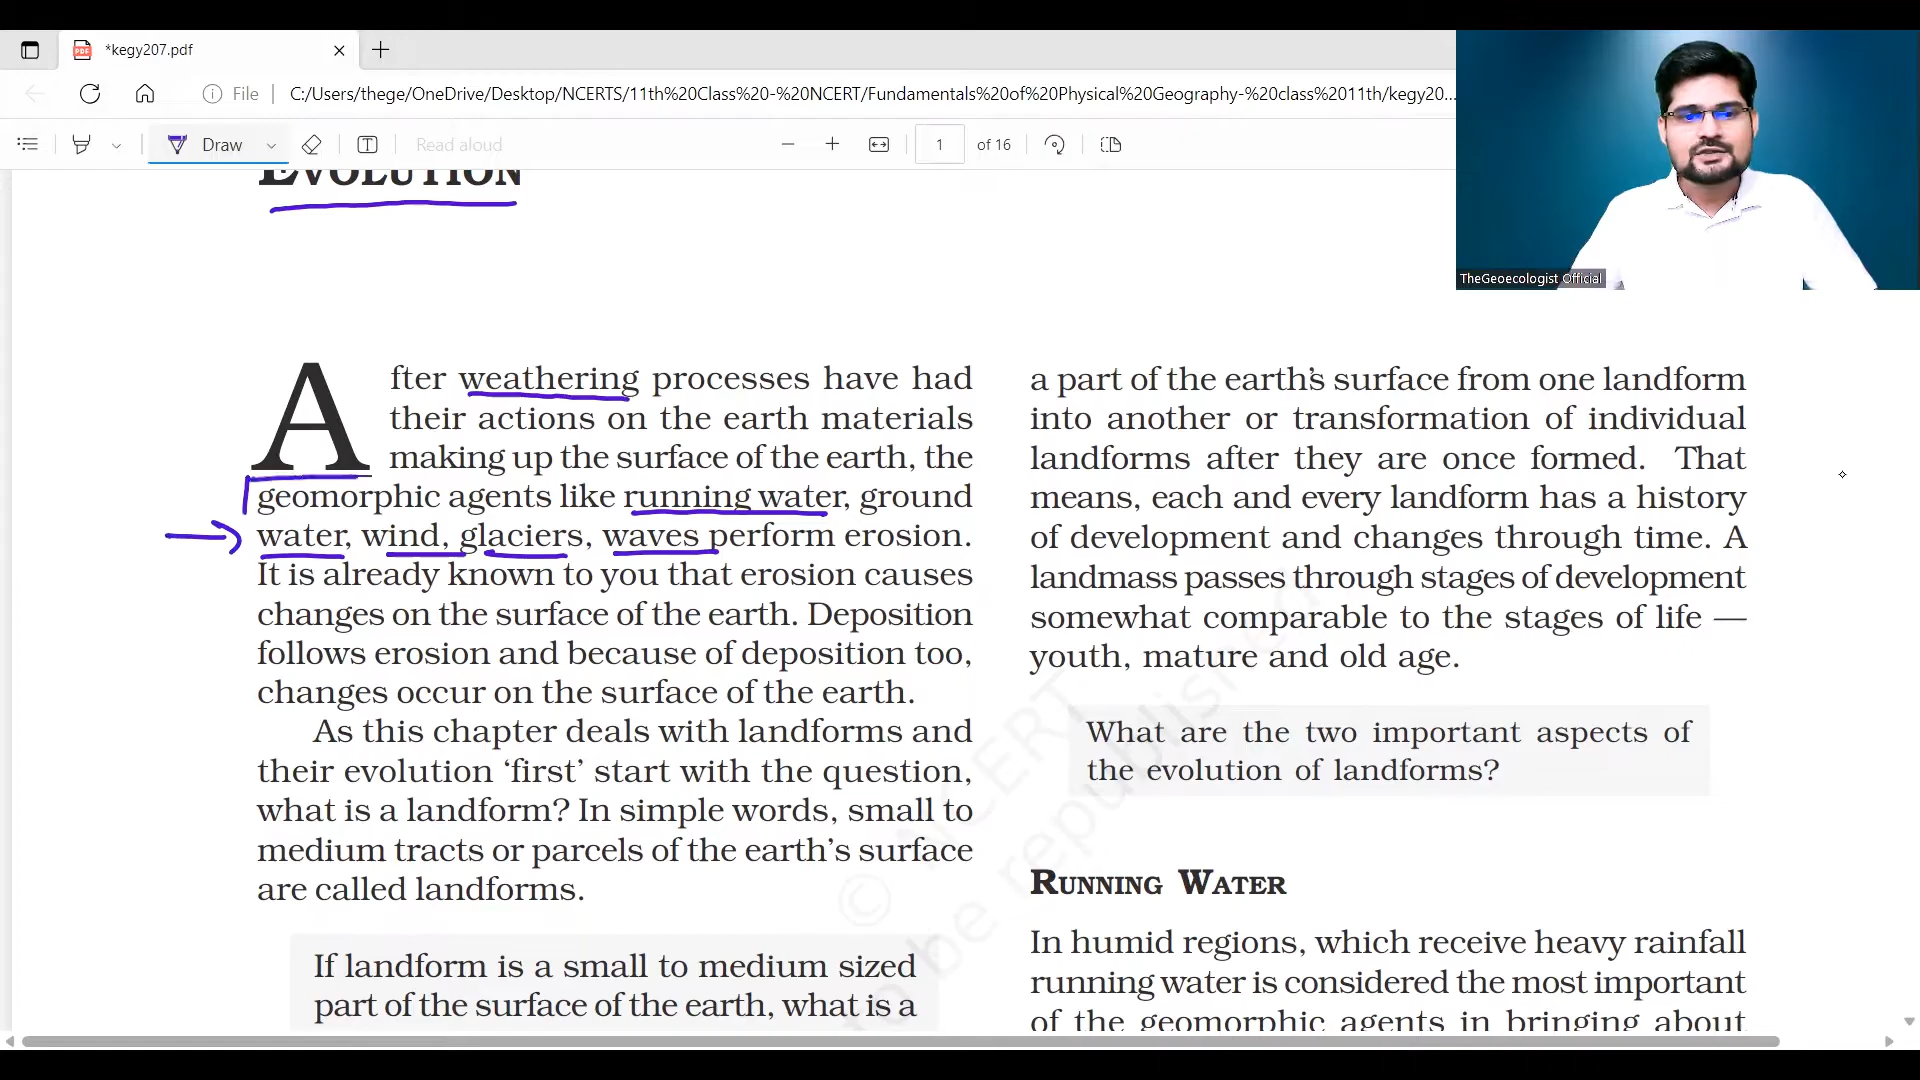 *kegy207.pdf
File
C:/Users/thege/OneDrive/Desktop/NCERTS/11th%20Class%20-%20NCERT/Fundamentals%20of%20Physical%20Geography-%20class%2011th/kegy20...
Draw
Read aloud
1 of 16
TheGeoecologist Official
EVOLUTION
After weathering processes have had
their actions on the earth materials
making up the surface of the earth, the
geomorphic agents like running water, ground
water, wind, glaciers, waves perform erosion.
It is already known to you that erosion causes
changes on the surface of the earth. Deposition
follows erosion and because of deposition too,
changes occur on the surface of the earth.
As this chapter deals with landforms and
their evolution ‘first’ start with the question,
what is a landform? In simple words, small to
medium tracts or parcels of the earth’s surface
are called landforms.
If landform is a small to medium sized
part of the surface of the earth, what is a
a part of the earth’s surface from one landform
into another or transformation of individual
landforms after they are once formed. That
means, each and every landform has a history
of development and changes through time. A
landmass passes through stages of development
somewhat comparable to the stages of life —
youth, mature and old age.
What are the two important aspects of
the evolution of landforms?
RUNNING WATER
In humid regions, which receive heavy rainfall
running water is considered the most important
of the geomorphic agents in bringing about
© NCERT
to be republished